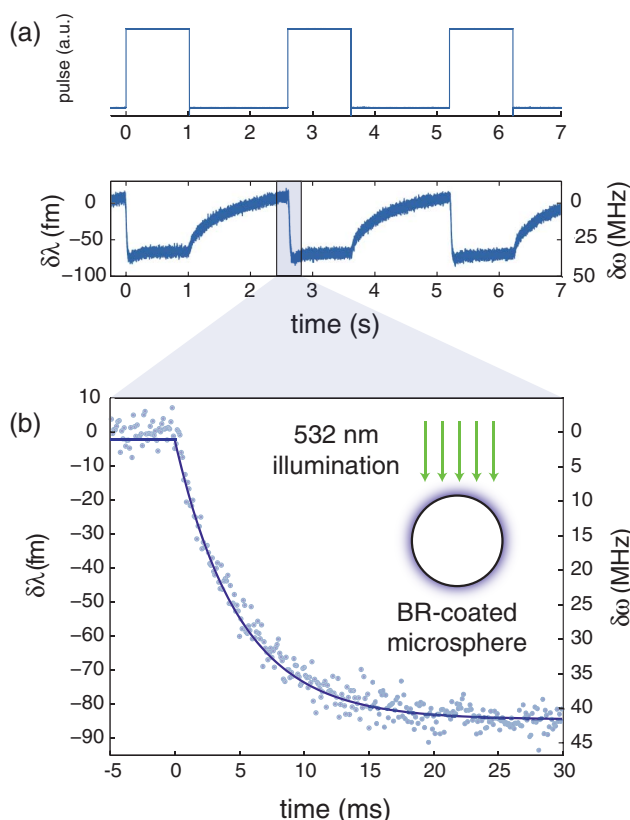 (a)
pulse (a.u.)
0 1 2 3 4 5 6 7
δλ (fm)
0
−50
−100
0
25
50
δω (MHz)
0 1 2 3 4 5 6 7
time (s)
(b)
δλ(fm)
10
0
−10
−20
−30
−40
−50
−60
−70
−80
−90
532 nm
illumination
BR-coated
microsphere
0
5
10
15
20
25
30
35
40
45
δω (MHz)
-5 0 5 10 15 20 25 30
time (ms)